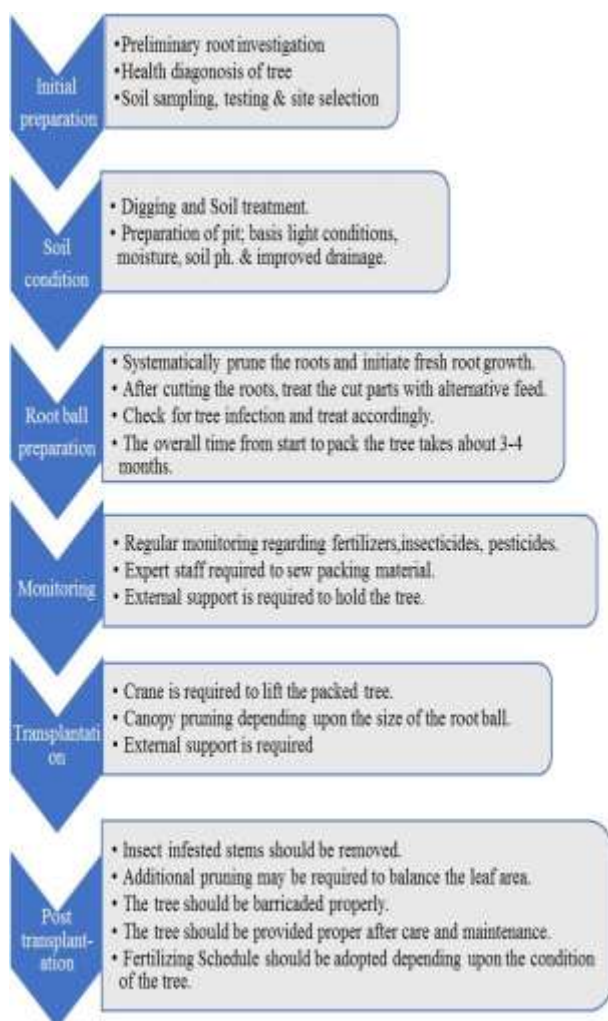 Initial
preparation
•Preliminary root investigation
•Health diagonosis of tree
•Soil sampling, testing & site selection
Soil
condition
• Digging and Soil treatment.
• Preparation of pit; basis light conditions,
moisture, soil ph. & improved drainage.
Root ball
preparation
• Systematically prune the roots and initiate fresh root growth.
• After cutting the roots, treat the cut parts with alternative feed.
• Check for tree infection and treat accordingly.
• The overall time from start to pack the tree takes about 3-4
months.
Monitoring
• Regular monitoring regarding fertilizers,insecticides, pesticides.
• Expert staff required to sew packing material.
• External support is required to hold the tree.
Transplantati
on
• Crane is required to lift the packed tree.
• Canopy pruning depending upon the size of the root ball.
• External support is required
Post
transplant-
ation
• Insect infested stems should be removed.
• Additional pruning may be required to balance the leaf area.
• The tree should be barricaded properly.
• The tree should be provided proper after care and maintenance.
• Fertilizing Schedule should be adopted depending upon the condition
of the tree.